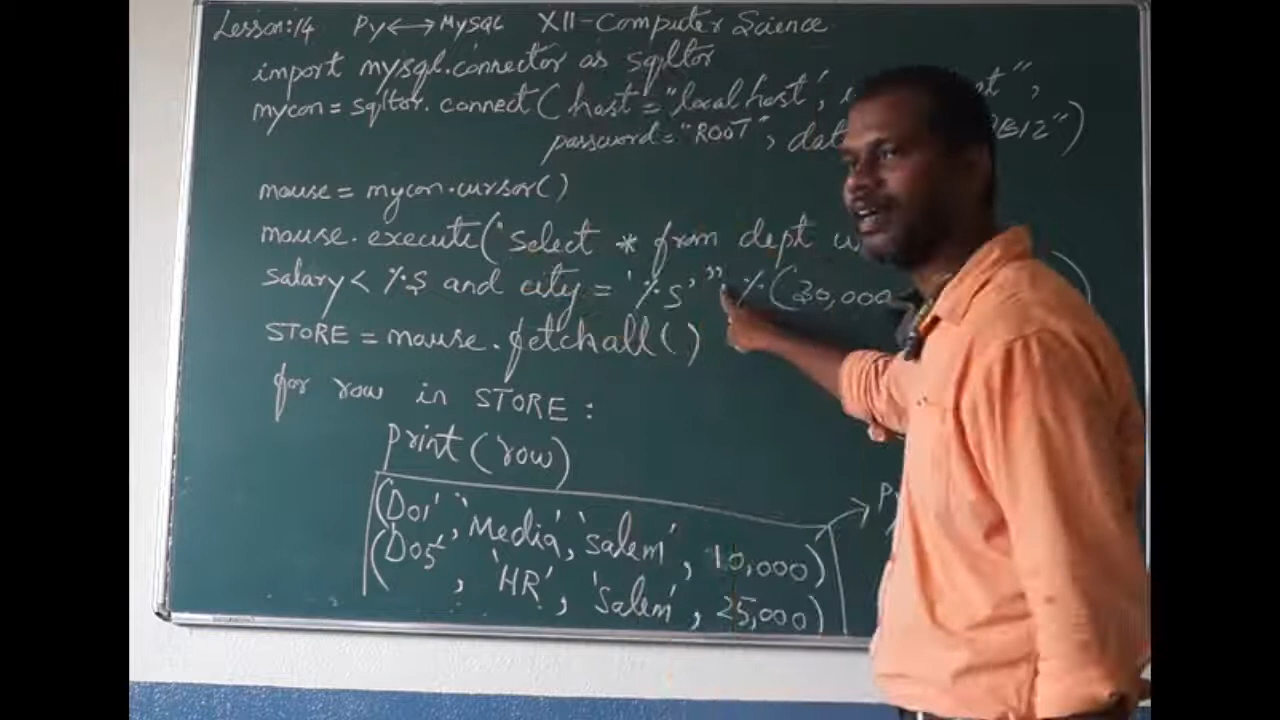 Lesson:14 Py↔MySQL XII-Computer Science
import mysql.connector as sqltor
mycon = sqltor.connect( host = "localhost',
password = "ROOT", dat
mouse = mycon.cursor()
mouse.execute("select * from dept
salary < %s and city = '%s'" % (30,000 )
STORE = mouse.fetchall()
for row in STORE :
print(row)
(D01', 'Media', 'salem', 10,000)
(D05', 'HR', 'Salem', 25,000)